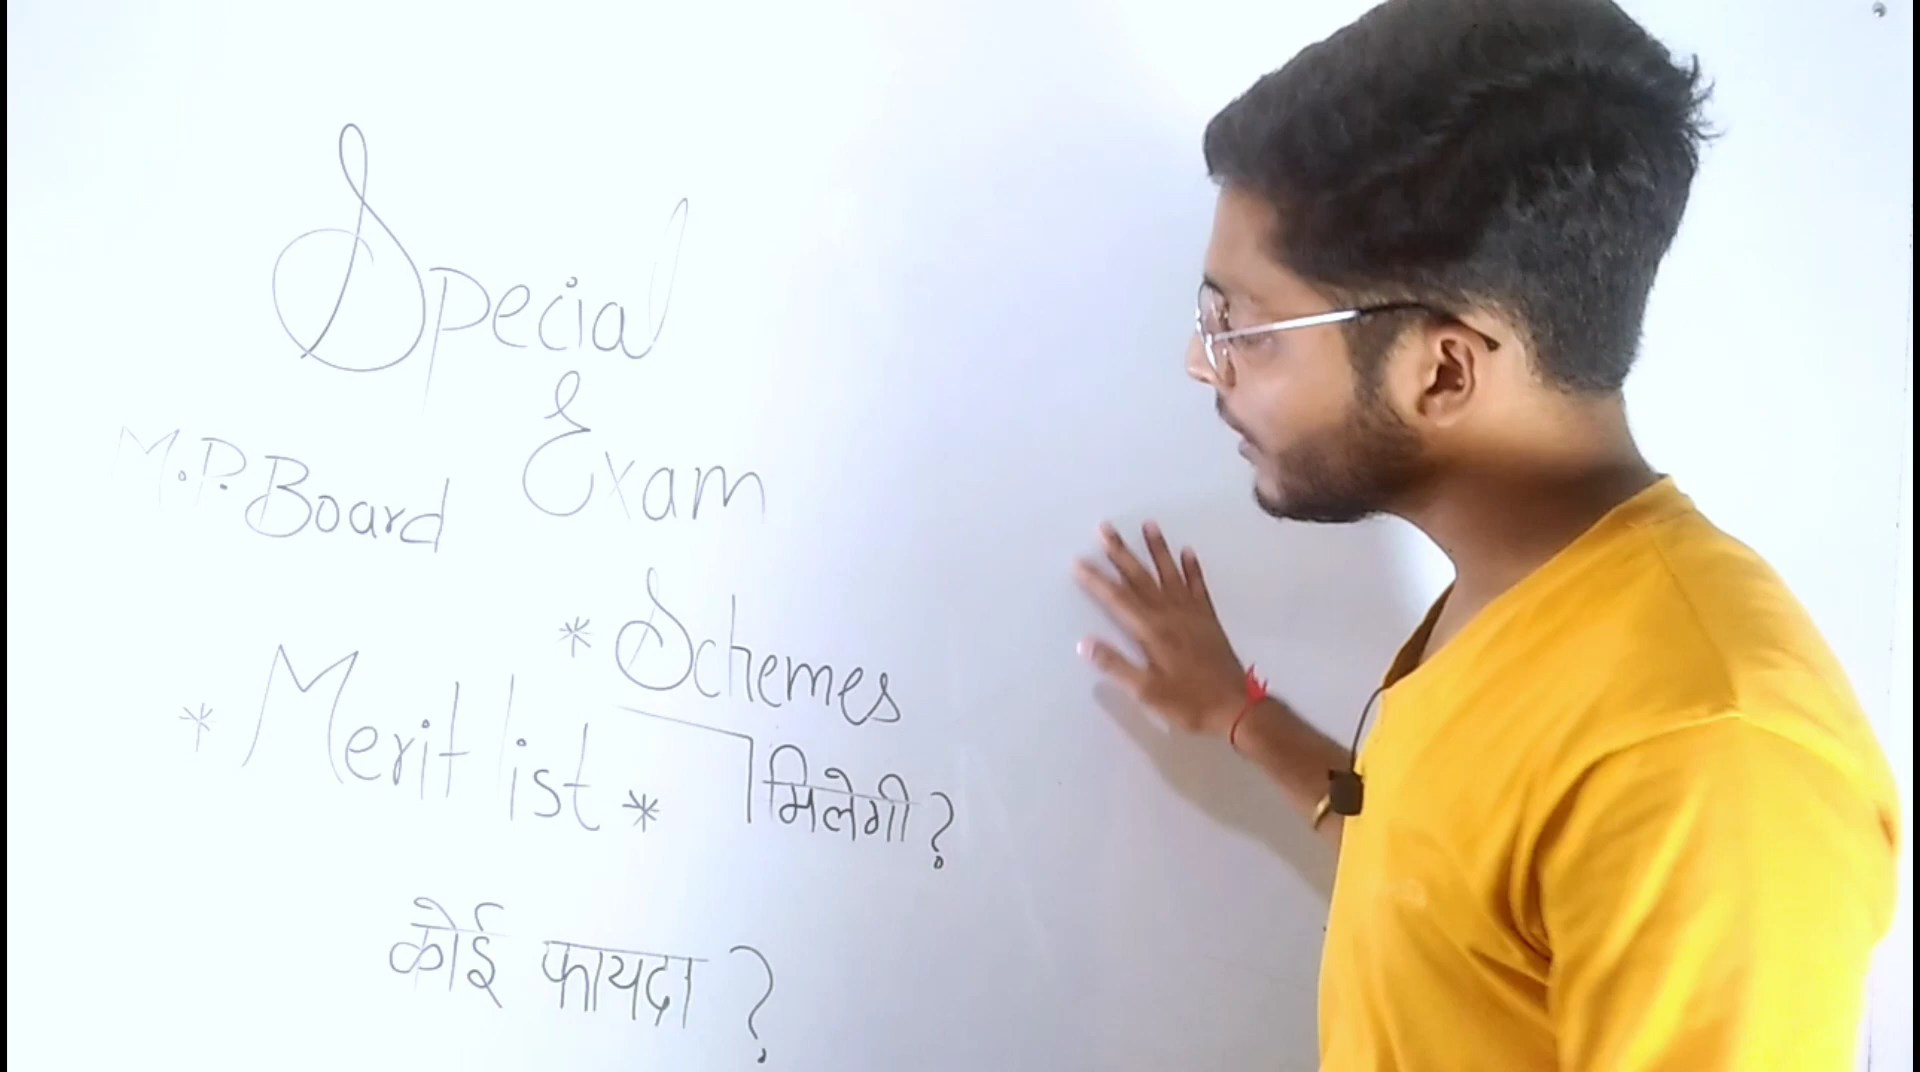 Special
Exam
M.P. Board
* Schemes
मिलेगी?
* Merit list *
कोई फायदा?